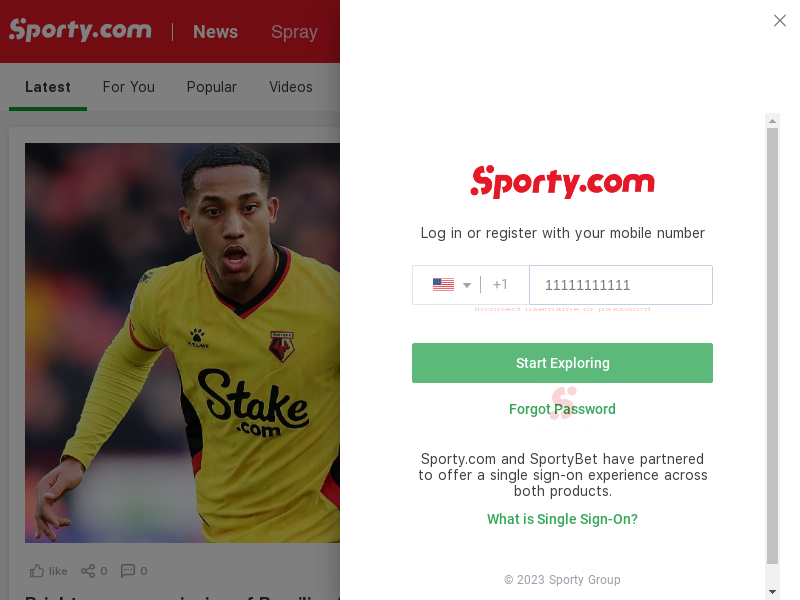 Sporty.com
News
Spray
Latest
For You
Popular
Videos
WATFORD
Stake
.com
like
0
0
Sporty.com
Log in or register with your mobile number
+1
11111111111
Incorrect username or password
Start Exploring
Forgot Password
Sporty.com and SportyBet have partnered
to offer a single sign-on experience across
both products.
What is Single Sign-On?
© 2023 Sporty Group